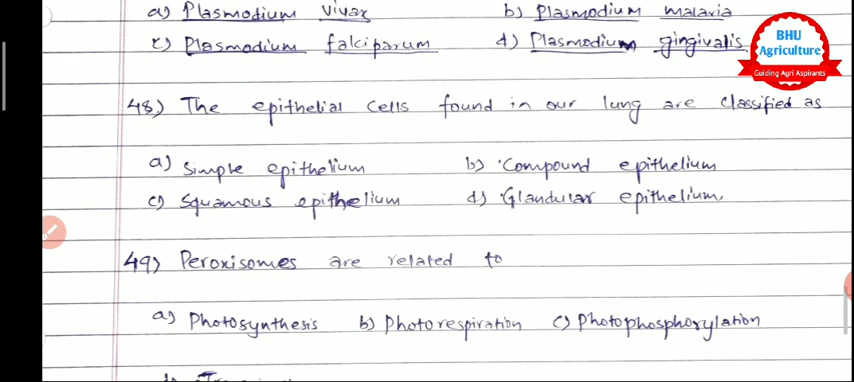 a) Plasmodium vivax b) Plasmodium malaria
c) Plasmodium falciparum d) Plasmodium gingivalis
BHU
Agriculture
Guiding Agri Aspirants
48) The epithelial cells found in our lung are classified as
a) Simple epithelium b) Compound epithelium
c) Squamous epithelium d) Glandular epithelium
49) Peroxisomes are related to
a) Photosynthesis b) Photorespiration c) Photophosphorylation